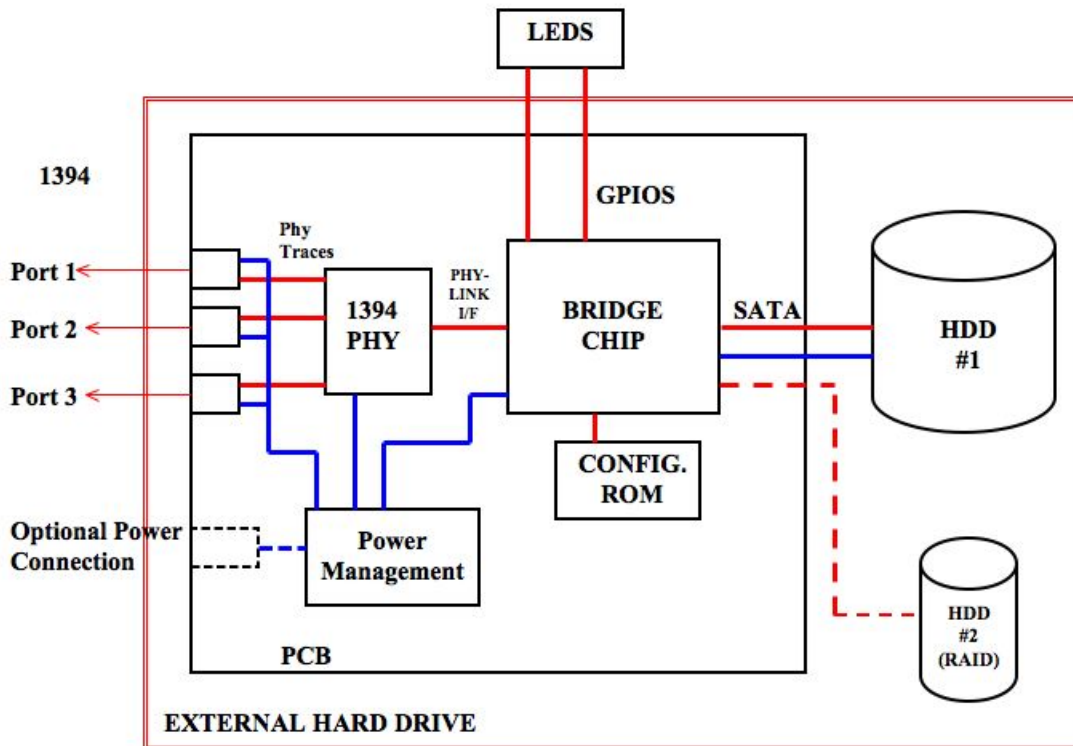 LEDS
1394
GPIOS
Phy
Traces
Port 1
PHY-
LINK
I/F
1394
PHY
BRIDGE
CHIP
SATA
HDD
#1
Port 2
Port 3
CONFIG.
ROM
Optional Power
Connection
Power
Management
HDD
#2
(RAID)
PCB
EXTERNAL HARD DRIVE